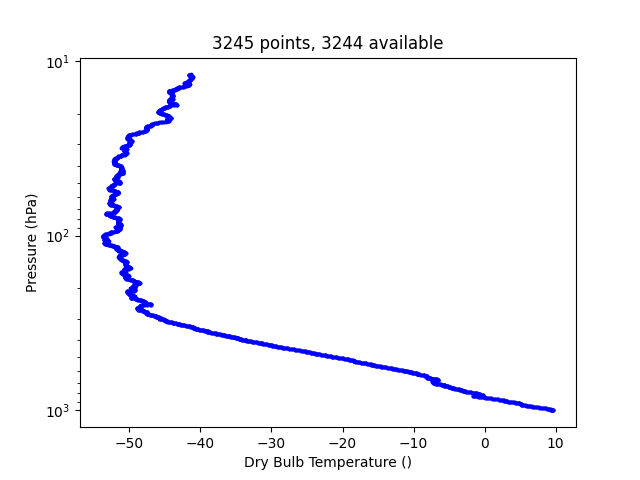 3245 points, 3244 available
10¹
10²
10³
Pressure (hPa)
−50 −40 −30 −20 −10 0 10
Dry Bulb Temperature ()